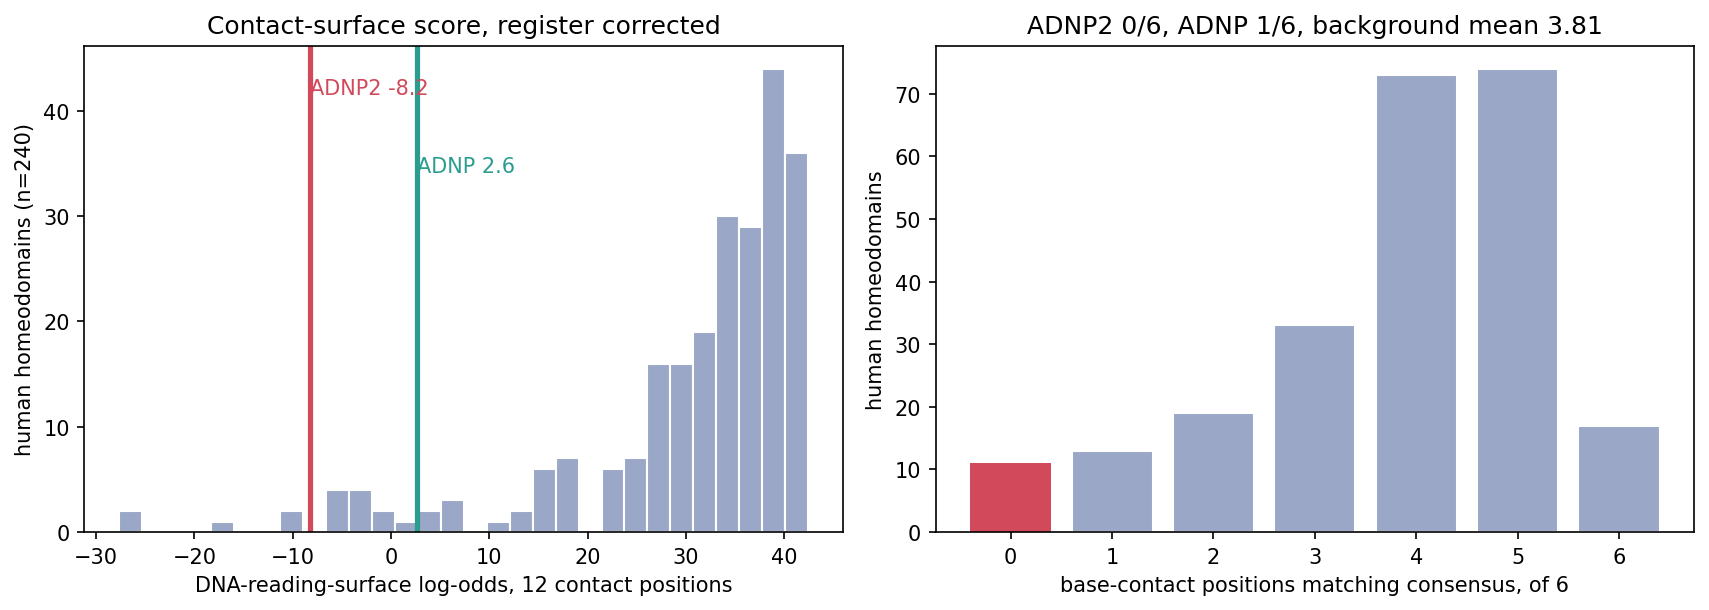 Contact-surface score, register corrected
human homeodomains (n=240)
40
30
20
10
0
ADNP2 -8.2
ADNP 2.6
−30 −20 −10 0 10 20 30 40
DNA-reading-surface log-odds, 12 contact positions
ADNP2 0/6, ADNP 1/6, background mean 3.81
human homeodomains
70
60
50
40
30
20
10
0
0 1 2 3 4 5 6
base-contact positions matching consensus, of 6